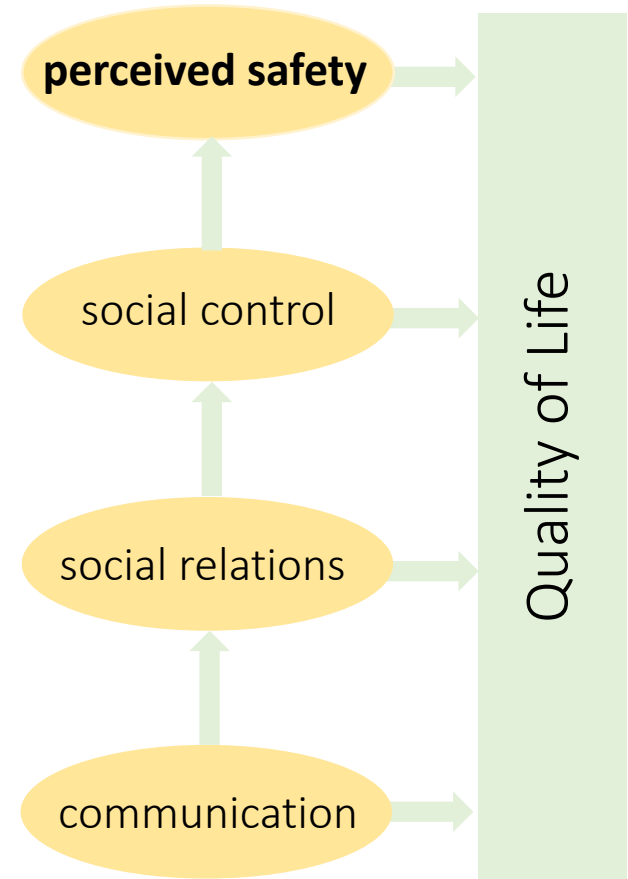 perceived safety
social control
social relations
communication
Quality of Life